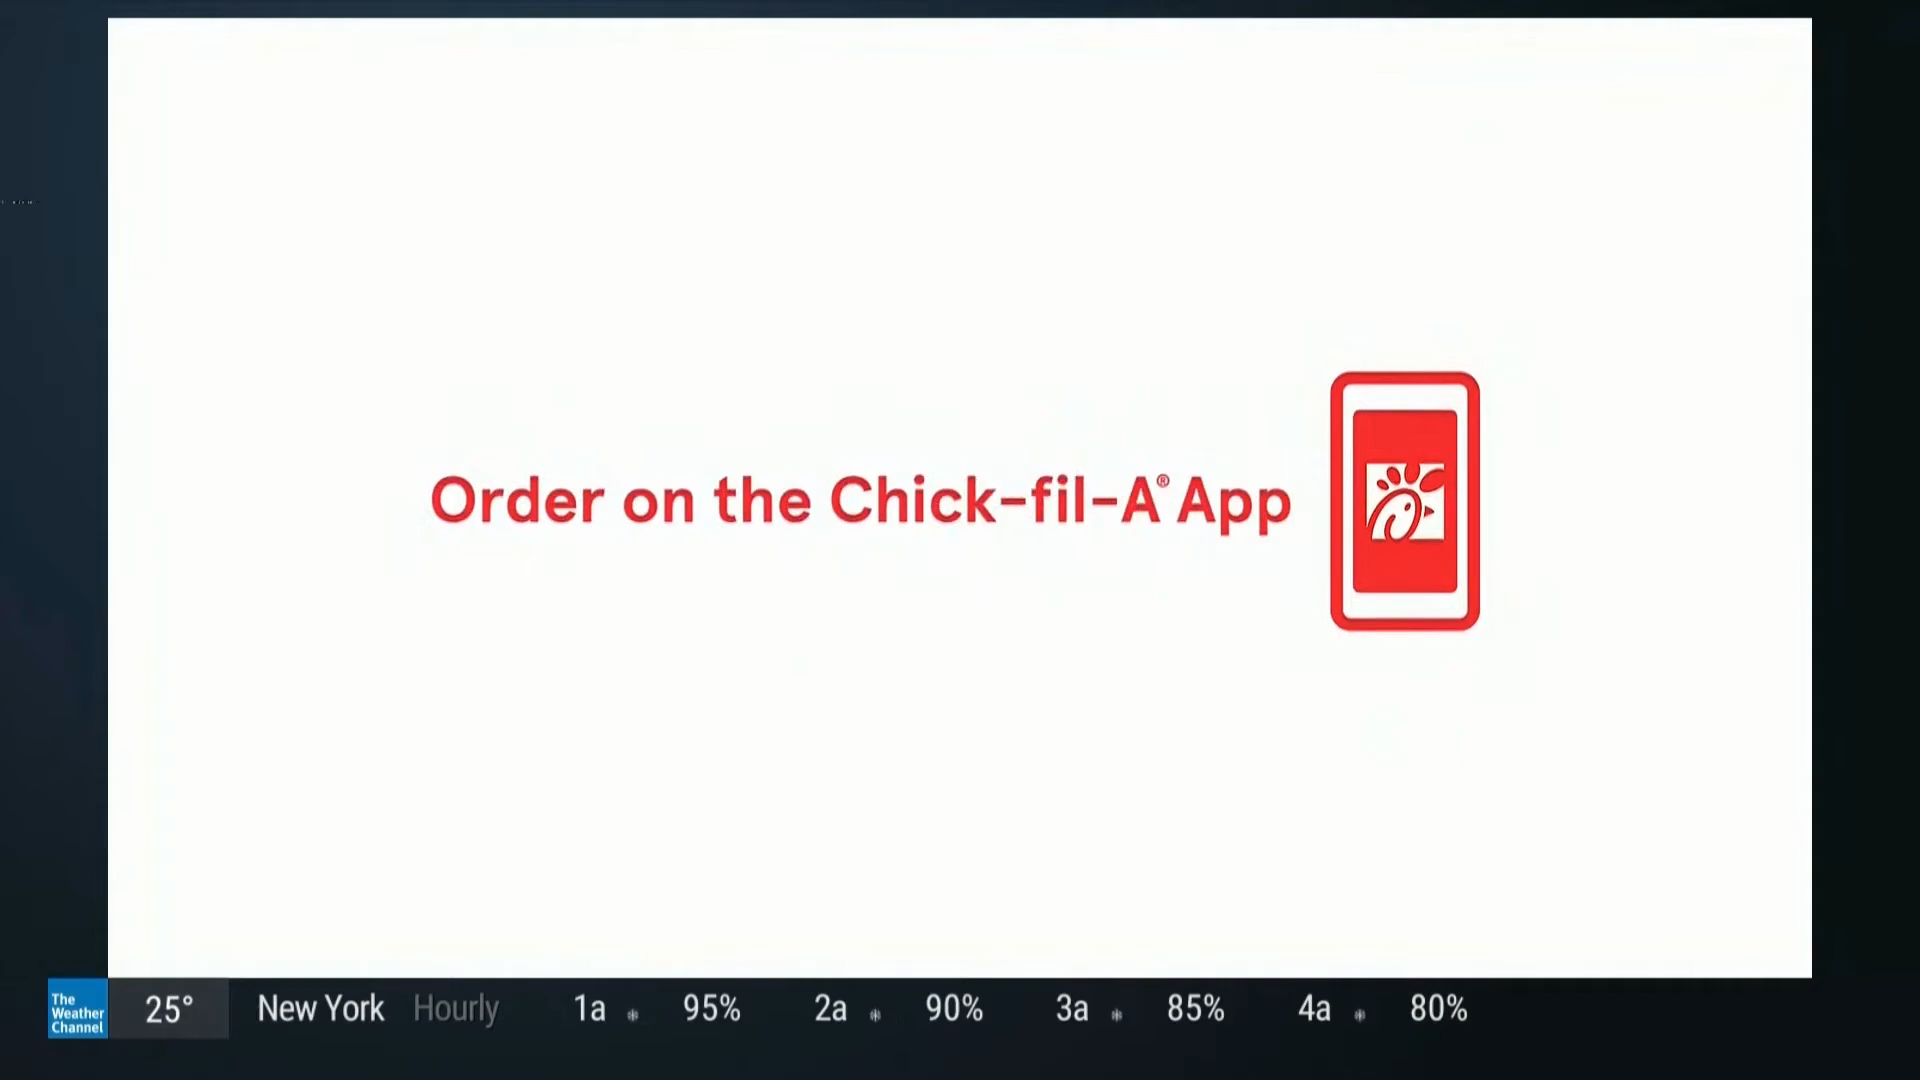 Order on the Chick-fil-A® App
The
Weather
Channel
25° New York Hourly 1a 95% 2a 90% 3a 85% 4a 80%